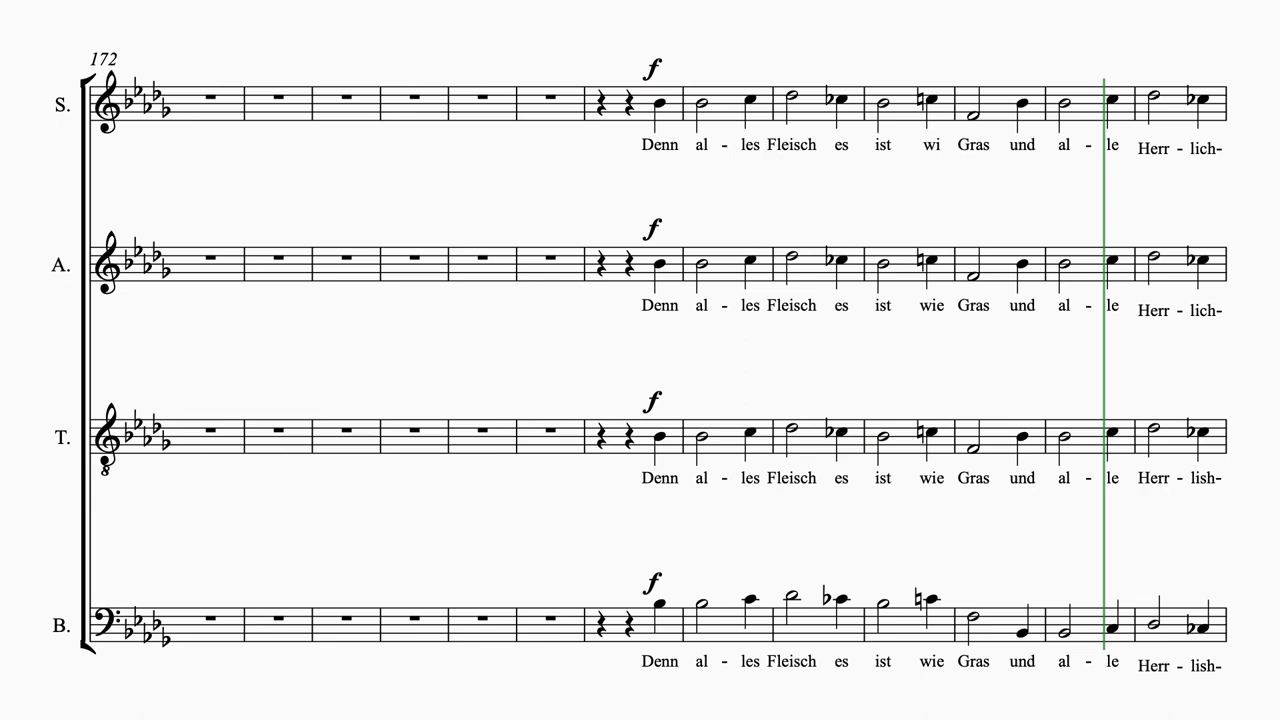 172
f
S.
Denn al - les Fleisch es ist wi Gras und al - le Herr - lich-
f
A.
Denn al - les Fleisch es ist wie Gras und al - le Herr - lich-
f
T.
Denn al - les Fleisch es ist wie Gras und al - le Herr - lish-
f
B.
Denn al - les Fleisch es ist wie Gras und al - le Herr - lish-